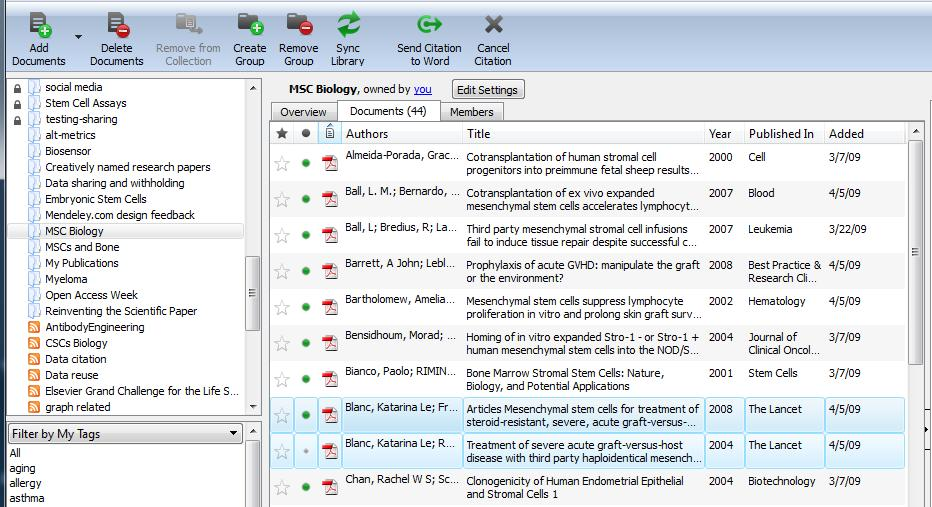 Add Documents
Delete Documents
Remove from Collection
Create Group
Remove Group
Sync Library
Send Citation to Word
Cancel Citation
social media
Stem Cell Assays
testing-sharing
alt-metrics
Biosensor
Creatively named research papers
Data sharing and withholding
Embryonic Stem Cells
Mendeley.com design feedback
MSC Biology
MSCs and Bone
My Publications
Myeloma
Open Access Week
Reinventing the Scientific Paper
AntibodyEngineering
CSCs Biology
Data citation
Data reuse
Elsevier Grand Challenge for the Life S...
graph related
Filter by My Tags
All
aging
allergy
asthma
MSC Biology, owned by you Edit Settings
Overview Documents (44) Members
Authors Title Year Published In Added
Almeida-Porada, Grac... Cotransplantation of human stromal cell 2000 Cell 3/7/09
progenitors into preimmune fetal sheep results...
Ball, L. M.; Bernardo, ... Cotransplantation of ex vivo expanded 2007 Blood 4/5/09
mesenchymal stem cells accelerates lymphocyt...
Ball, L; Bredius, R; La... Third party mesenchymal stromal cell infusions 2007 Leukemia 3/22/09
fail to induce tissue repair despite successful c...
Barrett, A John; Lebl... Prophylaxis of acute GVHD: manipulate the graft 2008 Best Practice & 4/5/09
or the environment? Research Cli...
Bartholomew, Amelia... Mesenchymal stem cells suppress lymphocyte 2002 Hematology 4/5/09
proliferation in vitro and prolong skin graft surv...
Bensidhoum, Morad; ... Homing of in vitro expanded Stro-1 - or Stro-1 + 2004 Journal of 3/7/09
human mesenchymal stem cells into the NOD/S... Clinical Oncol...
Bianco, Paolo; RIMIN... Bone Marrow Stromal Stem Cells: Nature, 2001 Stem Cells 3/7/09
Biology, and Potential Applications
Blanc, Katarina Le; Fr... Articles Mesenchymal stem cells for treatment of 2008 The Lancet 4/5/09
steroid-resistant, severe, acute graft-versus-...
Blanc, Katarina Le; R... Treatment of severe acute graft-versus-host 2004 The Lancet 4/5/09
disease with third party haploidentical mesench...
Chan, Rachel W S; Sc... Clonogenicity of Human Endometrial Epithelial 2004 Biotechnology 3/7/09
and Stromal Cells 1